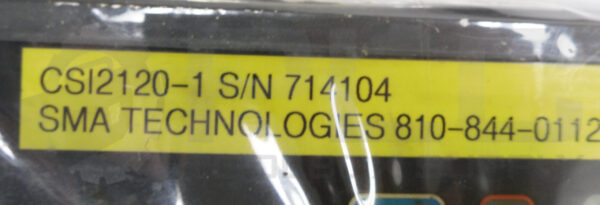 CSI2120-1 S/N 714104
SMA TECHNOLOGIES 810-844-0112